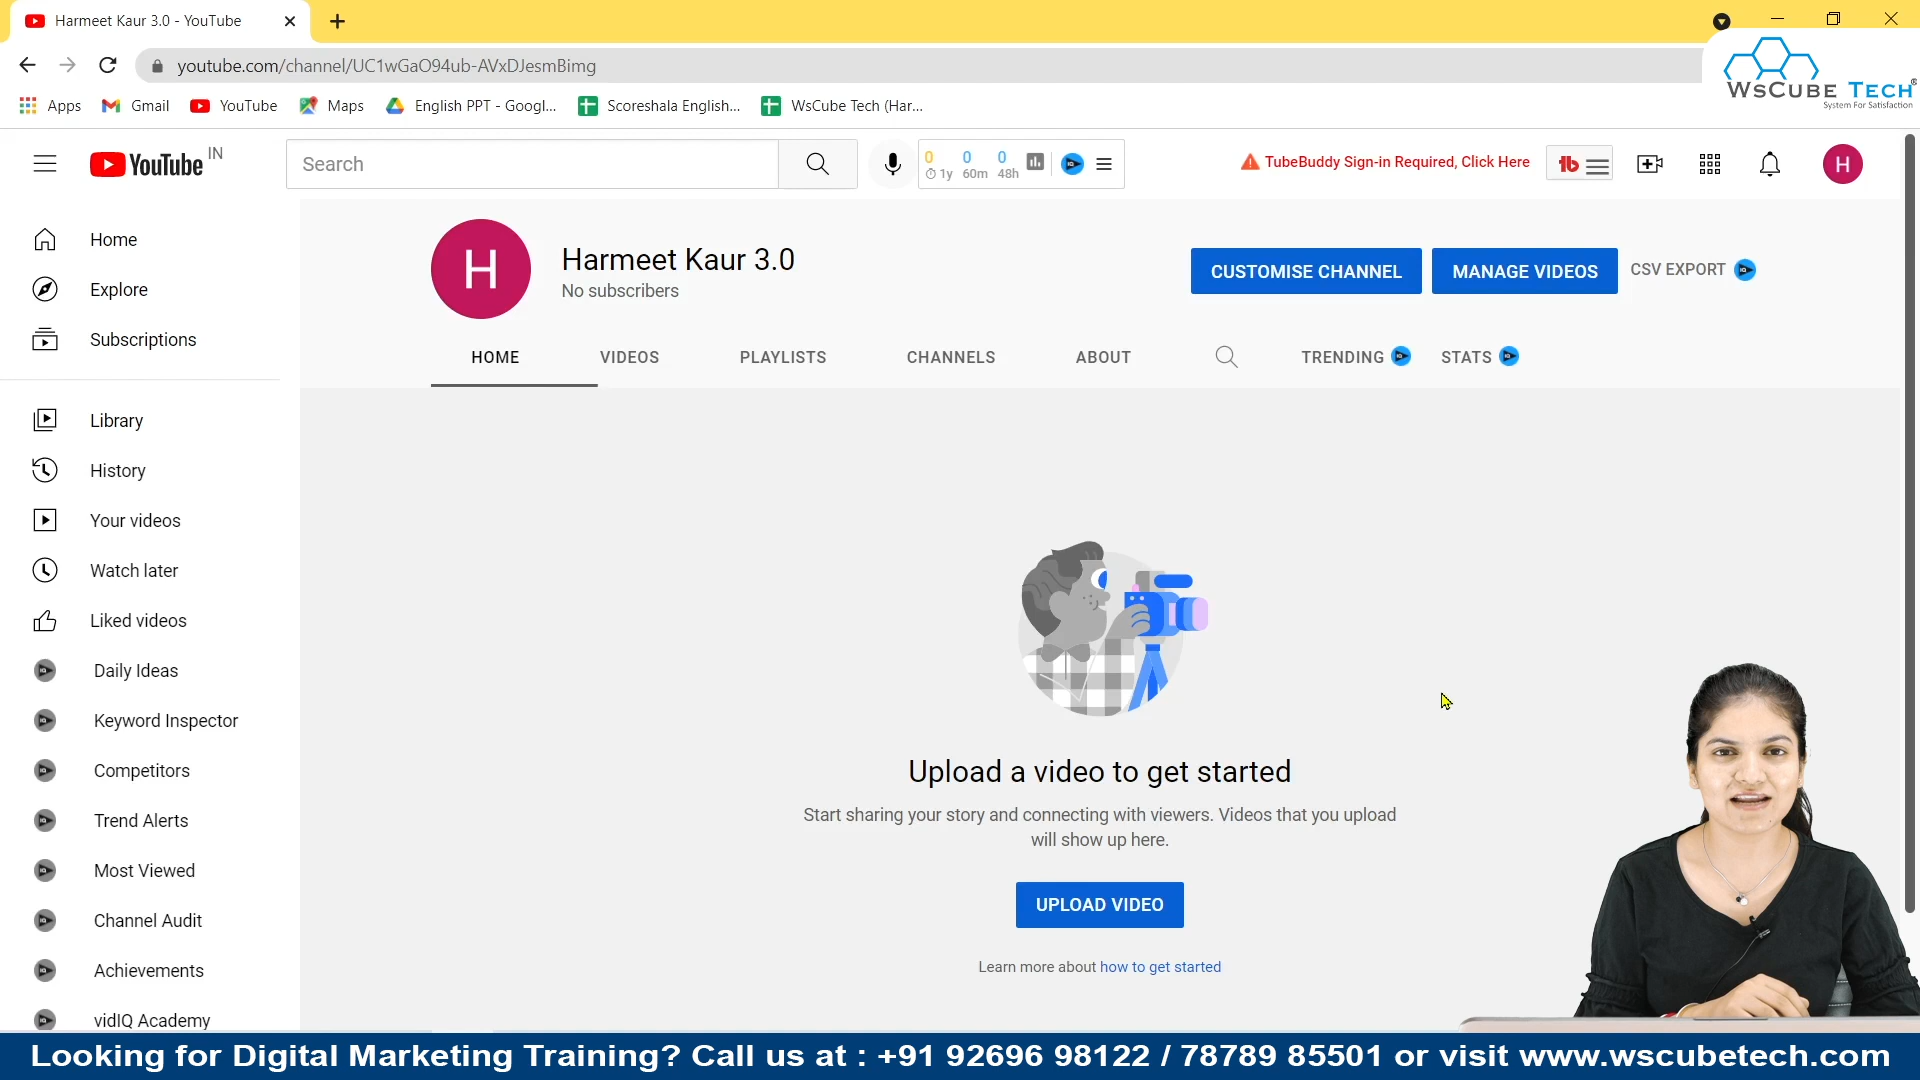 Harmeet Kaur 3.0 - YouTube
youtube.com/channel/UC1wGaO94ub-AVxDJesmBimg
WsCube Tech®
System For Satisfaction
Apps Gmail YouTube Maps English PPT - Googl... Scoreshala English... WsCube Tech (Har...
YouTube IN
Search
0 0 0
1y 60m 48h
TubeBuddy Sign-in Required, Click Here
tb
H
Home
Explore
Subscriptions
Library
History
Your videos
Watch later
Liked videos
Daily Ideas
Keyword Inspector
Competitors
Trend Alerts
Most Viewed
Channel Audit
Achievements
vidIQ Academy
H
Harmeet Kaur 3.0
No subscribers
CUSTOMISE CHANNEL
MANAGE VIDEOS
CSV EXPORT
HOME VIDEOS PLAYLISTS CHANNELS ABOUT TRENDING STATS
Upload a video to get started
Start sharing your story and connecting with viewers. Videos that you upload
will show up here.
UPLOAD VIDEO
Learn more about how to get started
Looking for Digital Marketing Training? Call us at : +91 92696 98122 / 78789 85501 or visit www.wscubetech.com